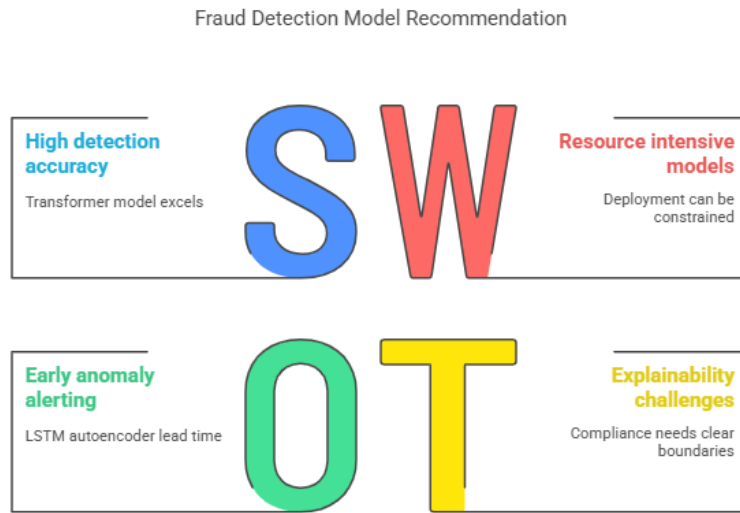 Fraud Detection Model Recommendation
S
W
High detection
accuracy
Transformer model excels
Resource intensive
models
Deployment can be
constrained
O
T
Early anomaly
alerting
LSTM autoencoder lead time
Explainability
challenges
Compliance needs clear
boundaries